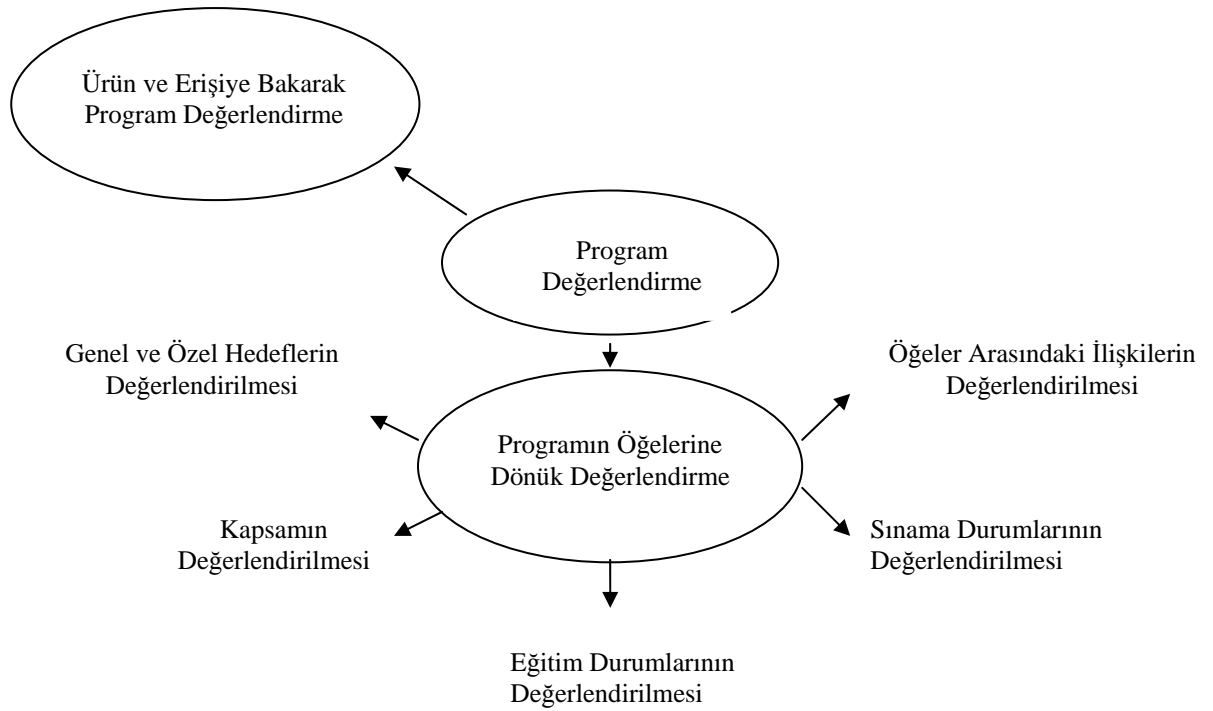 Ürün ve Erişiye Bakarak
Program Değerlendirme
Program
Değerlendirme
Genel ve Özel Hedeflerin
Değerlendirilmesi
Öğeler Arasındaki İlişkilerin
Değerlendirilmesi
Programın Öğelerine
Dönük Değerlendirme
Kapsamın
Değerlendirilmesi
Sınama Durumlarının
Değerlendirilmesi
Eğitim Durumlarının
Değerlendirilmesi